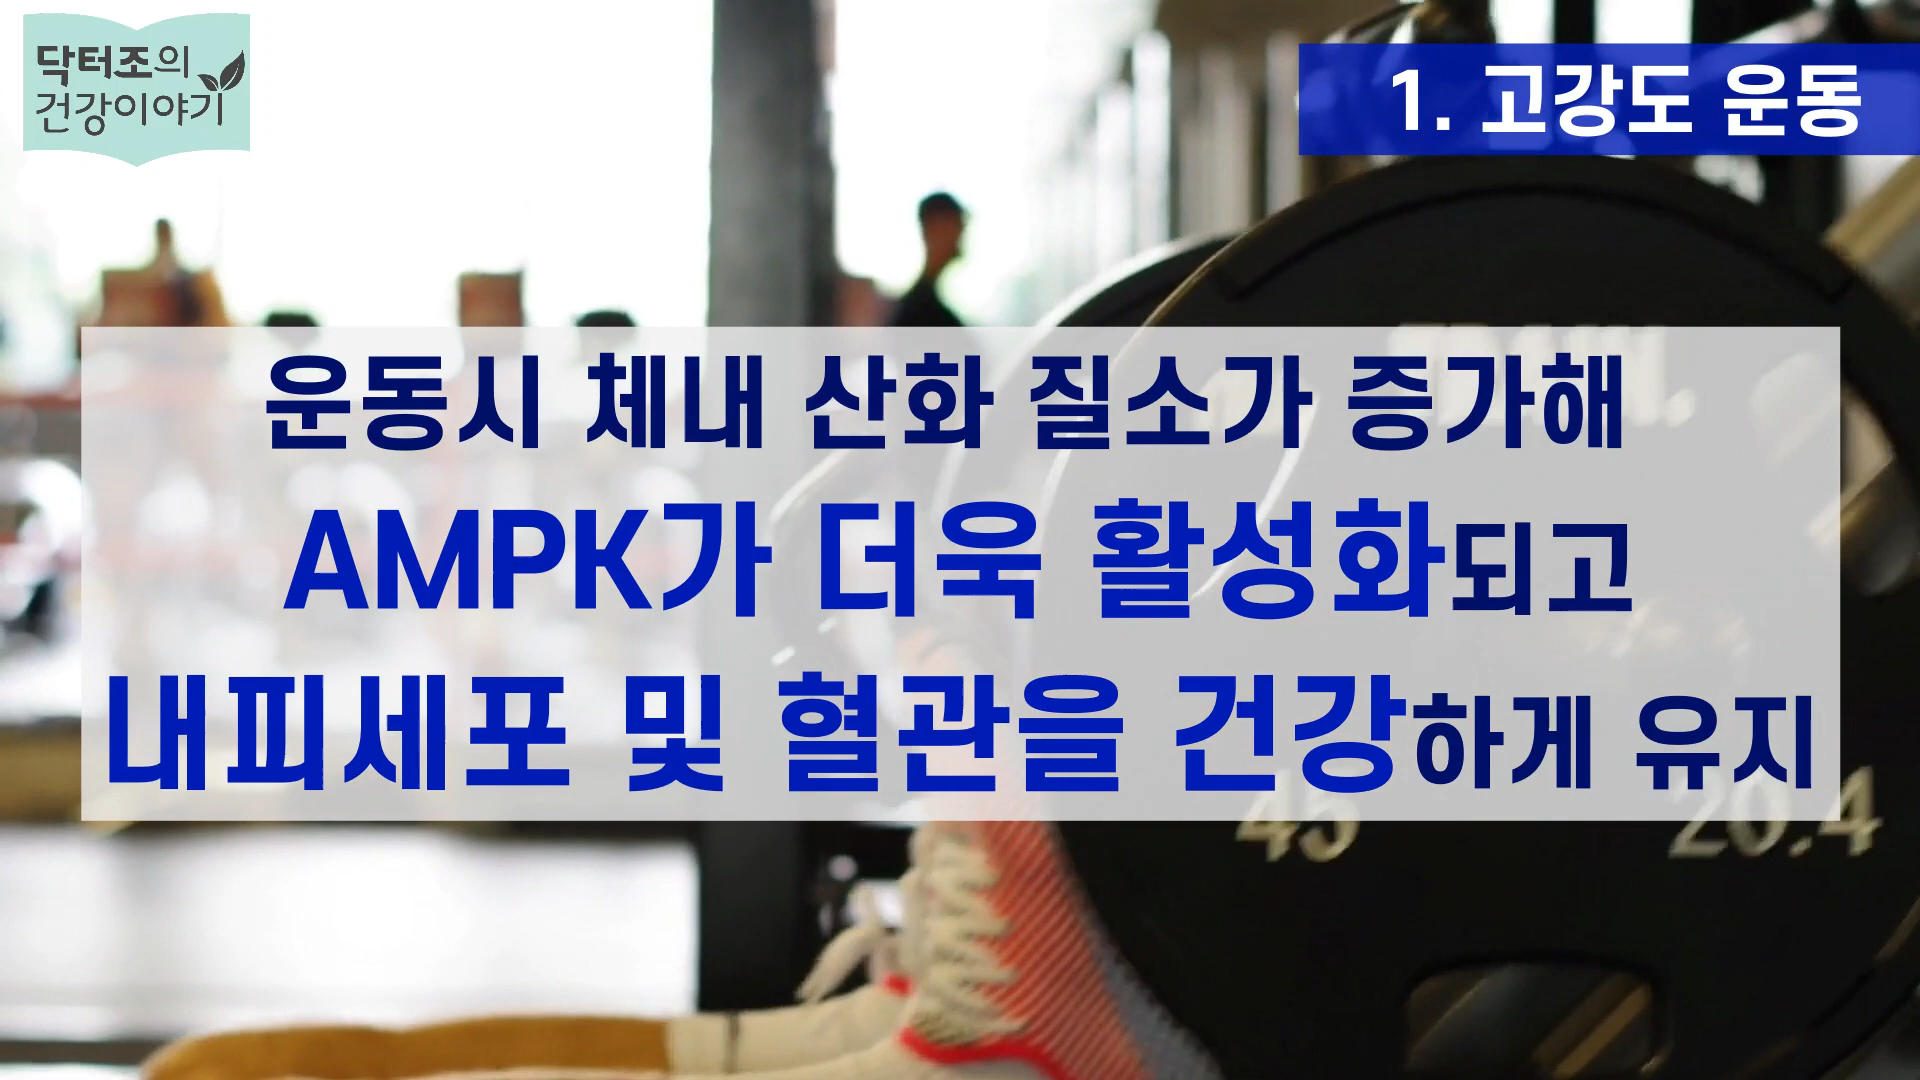 닥터조의
건강이야기
1. 고강도 운동
운동시 체내 산화 질소가 증가해
AMPK가 더욱 활성화되고
내피세포 및 혈관을 건강하게 유지
45
20.4